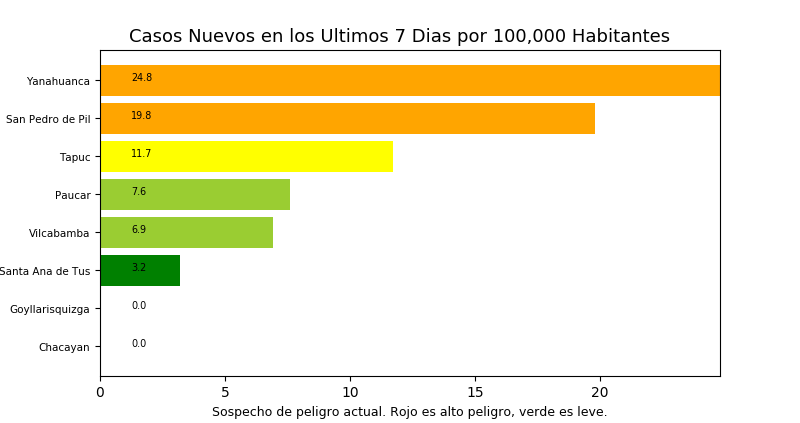 Casos Nuevos en los Ultimos 7 Dias por 100,000 Habitantes
Yanahuanca 24.8
San Pedro de Pil 19.8
Tapuc 11.7
Paucar 7.6
Vilcabamba 6.9
Santa Ana de Tus 3.2
Goyllarisquizga 0.0
Chacayan 0.0
0 5 10 15 20
Sospecho de peligro actual. Rojo es alto peligro, verde es leve.